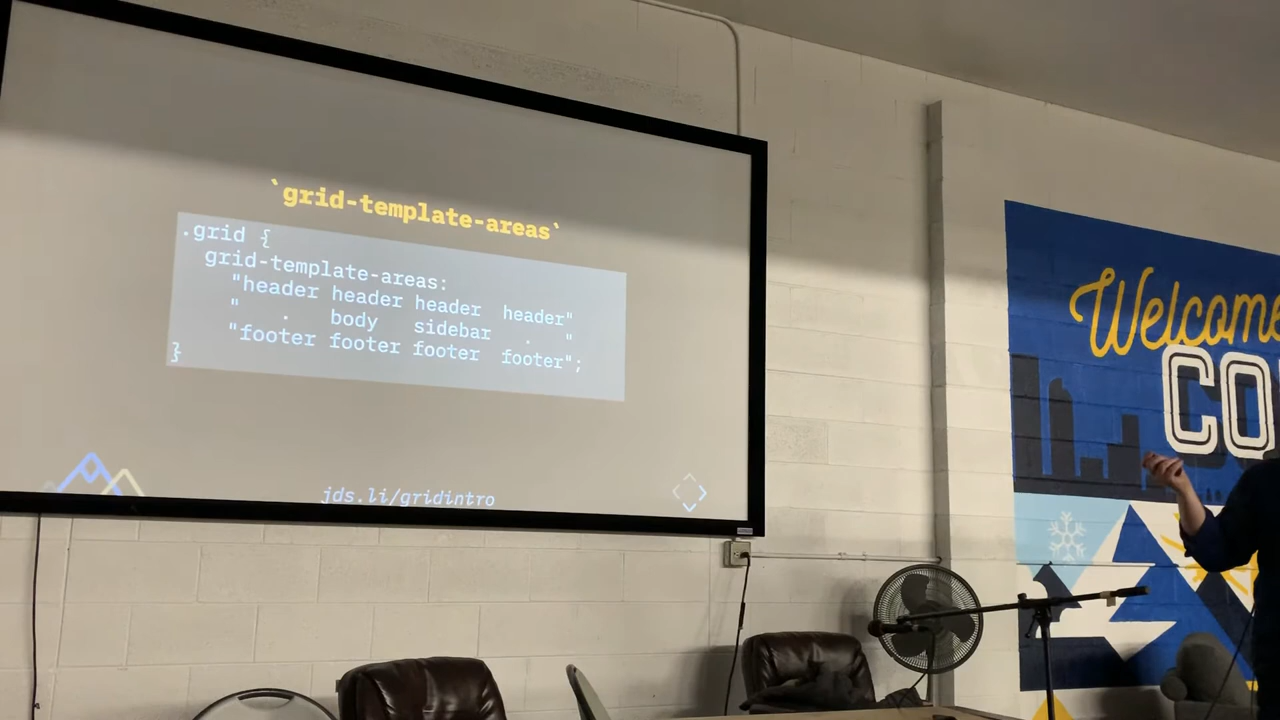 `grid-template-areas`
.grid {
  grid-template-areas:
    "header header header  header"
    "   .   body   sidebar   .   "
    "footer footer footer  footer";
}
jds.li/gridintro
Welcome